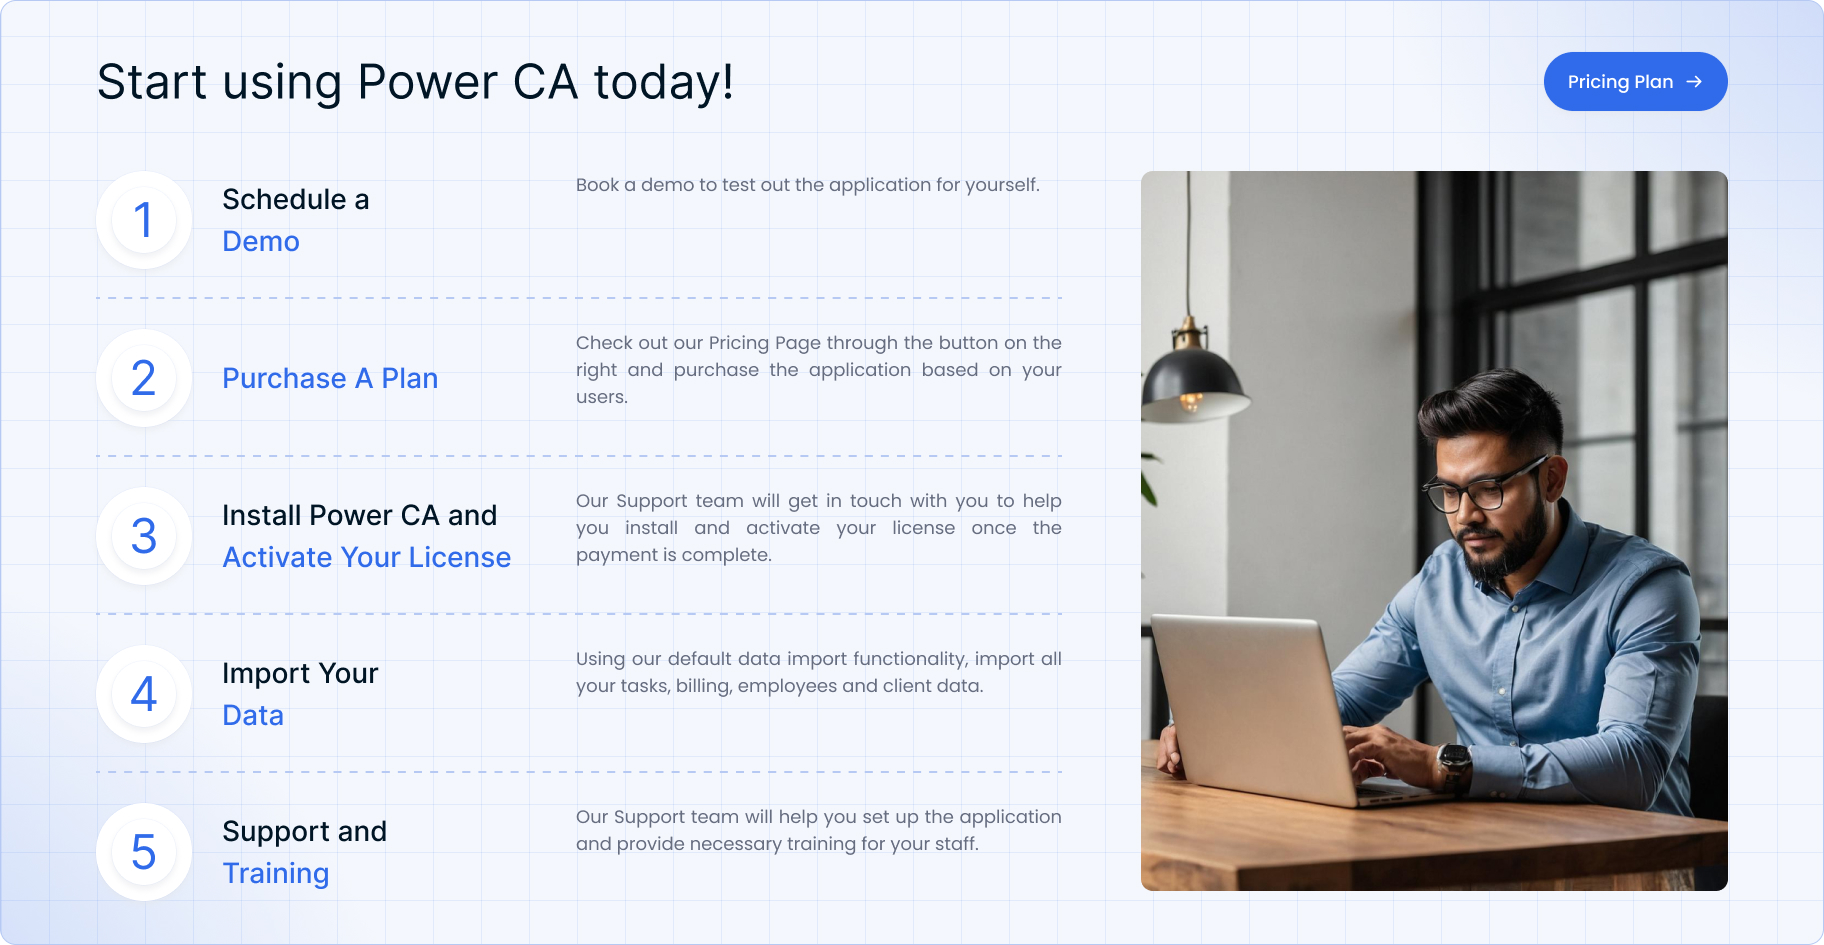 Start using Power CA today!
Pricing Plan →
1
Schedule a
Demo
Book a demo to test out the application for yourself.
2
Purchase A Plan
Check out our Pricing Page through the button on the
right and purchase the application based on your
users.
3
Install Power CA and
Activate Your License
Our Support team will get in touch with you to help
you install and activate your license once the
payment is complete.
4
Import Your
Data
Using our default data import functionality, import all
your tasks, billing, employees and client data.
5
Support and
Training
Our Support team will help you set up the application
and provide necessary training for your staff.